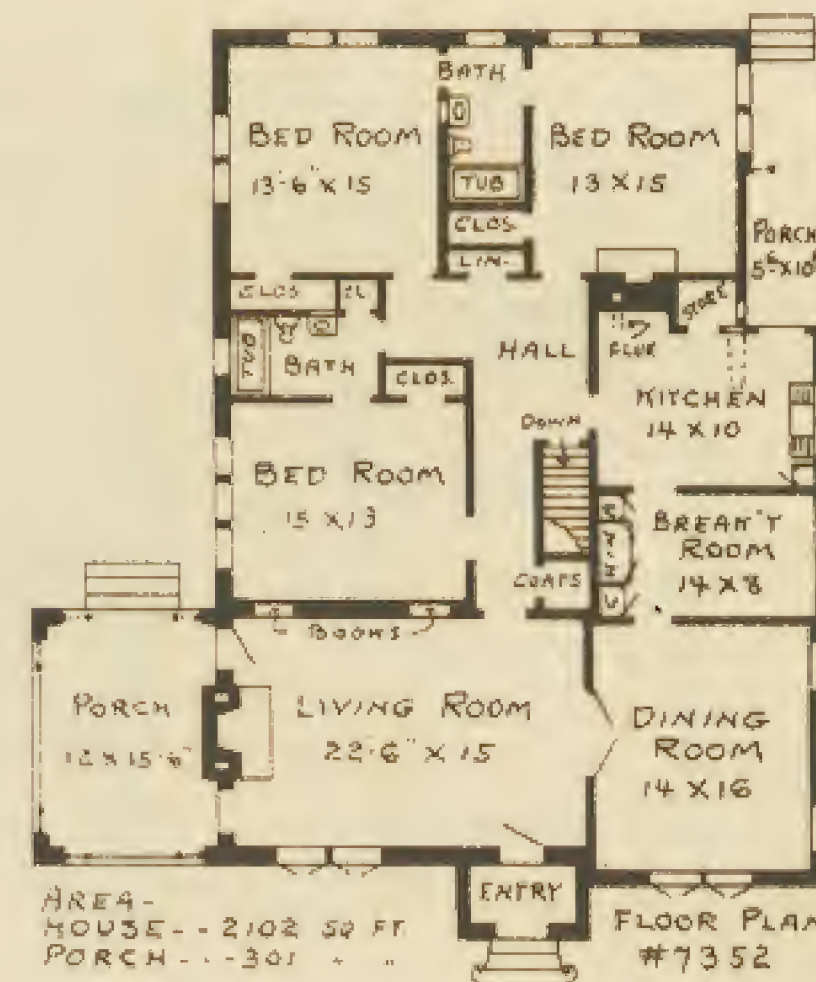 BATH
BED ROOM
13'-6" X 15
TUB
BED ROOM
13 X 15
CLOS
LIN.
PORCH
5'6" X 10'
CLOS
CL.
STORE
HALL
FLUE
TUB
BATH
CLOS.
KITCHEN
14 X 10
DOWN
BED ROOM
15 X 13
BREAK'T
ROOM
14 X 8
COATS
BOOKS
PORCH
12 X 15'-6"
LIVING ROOM
22'-6" X 15
DINING
ROOM
14 X 16
ENTRY
AREA-
HOUSE-- 2102 SQ FT.
PORCH---301 " "
FLOOR PLAN
#7352